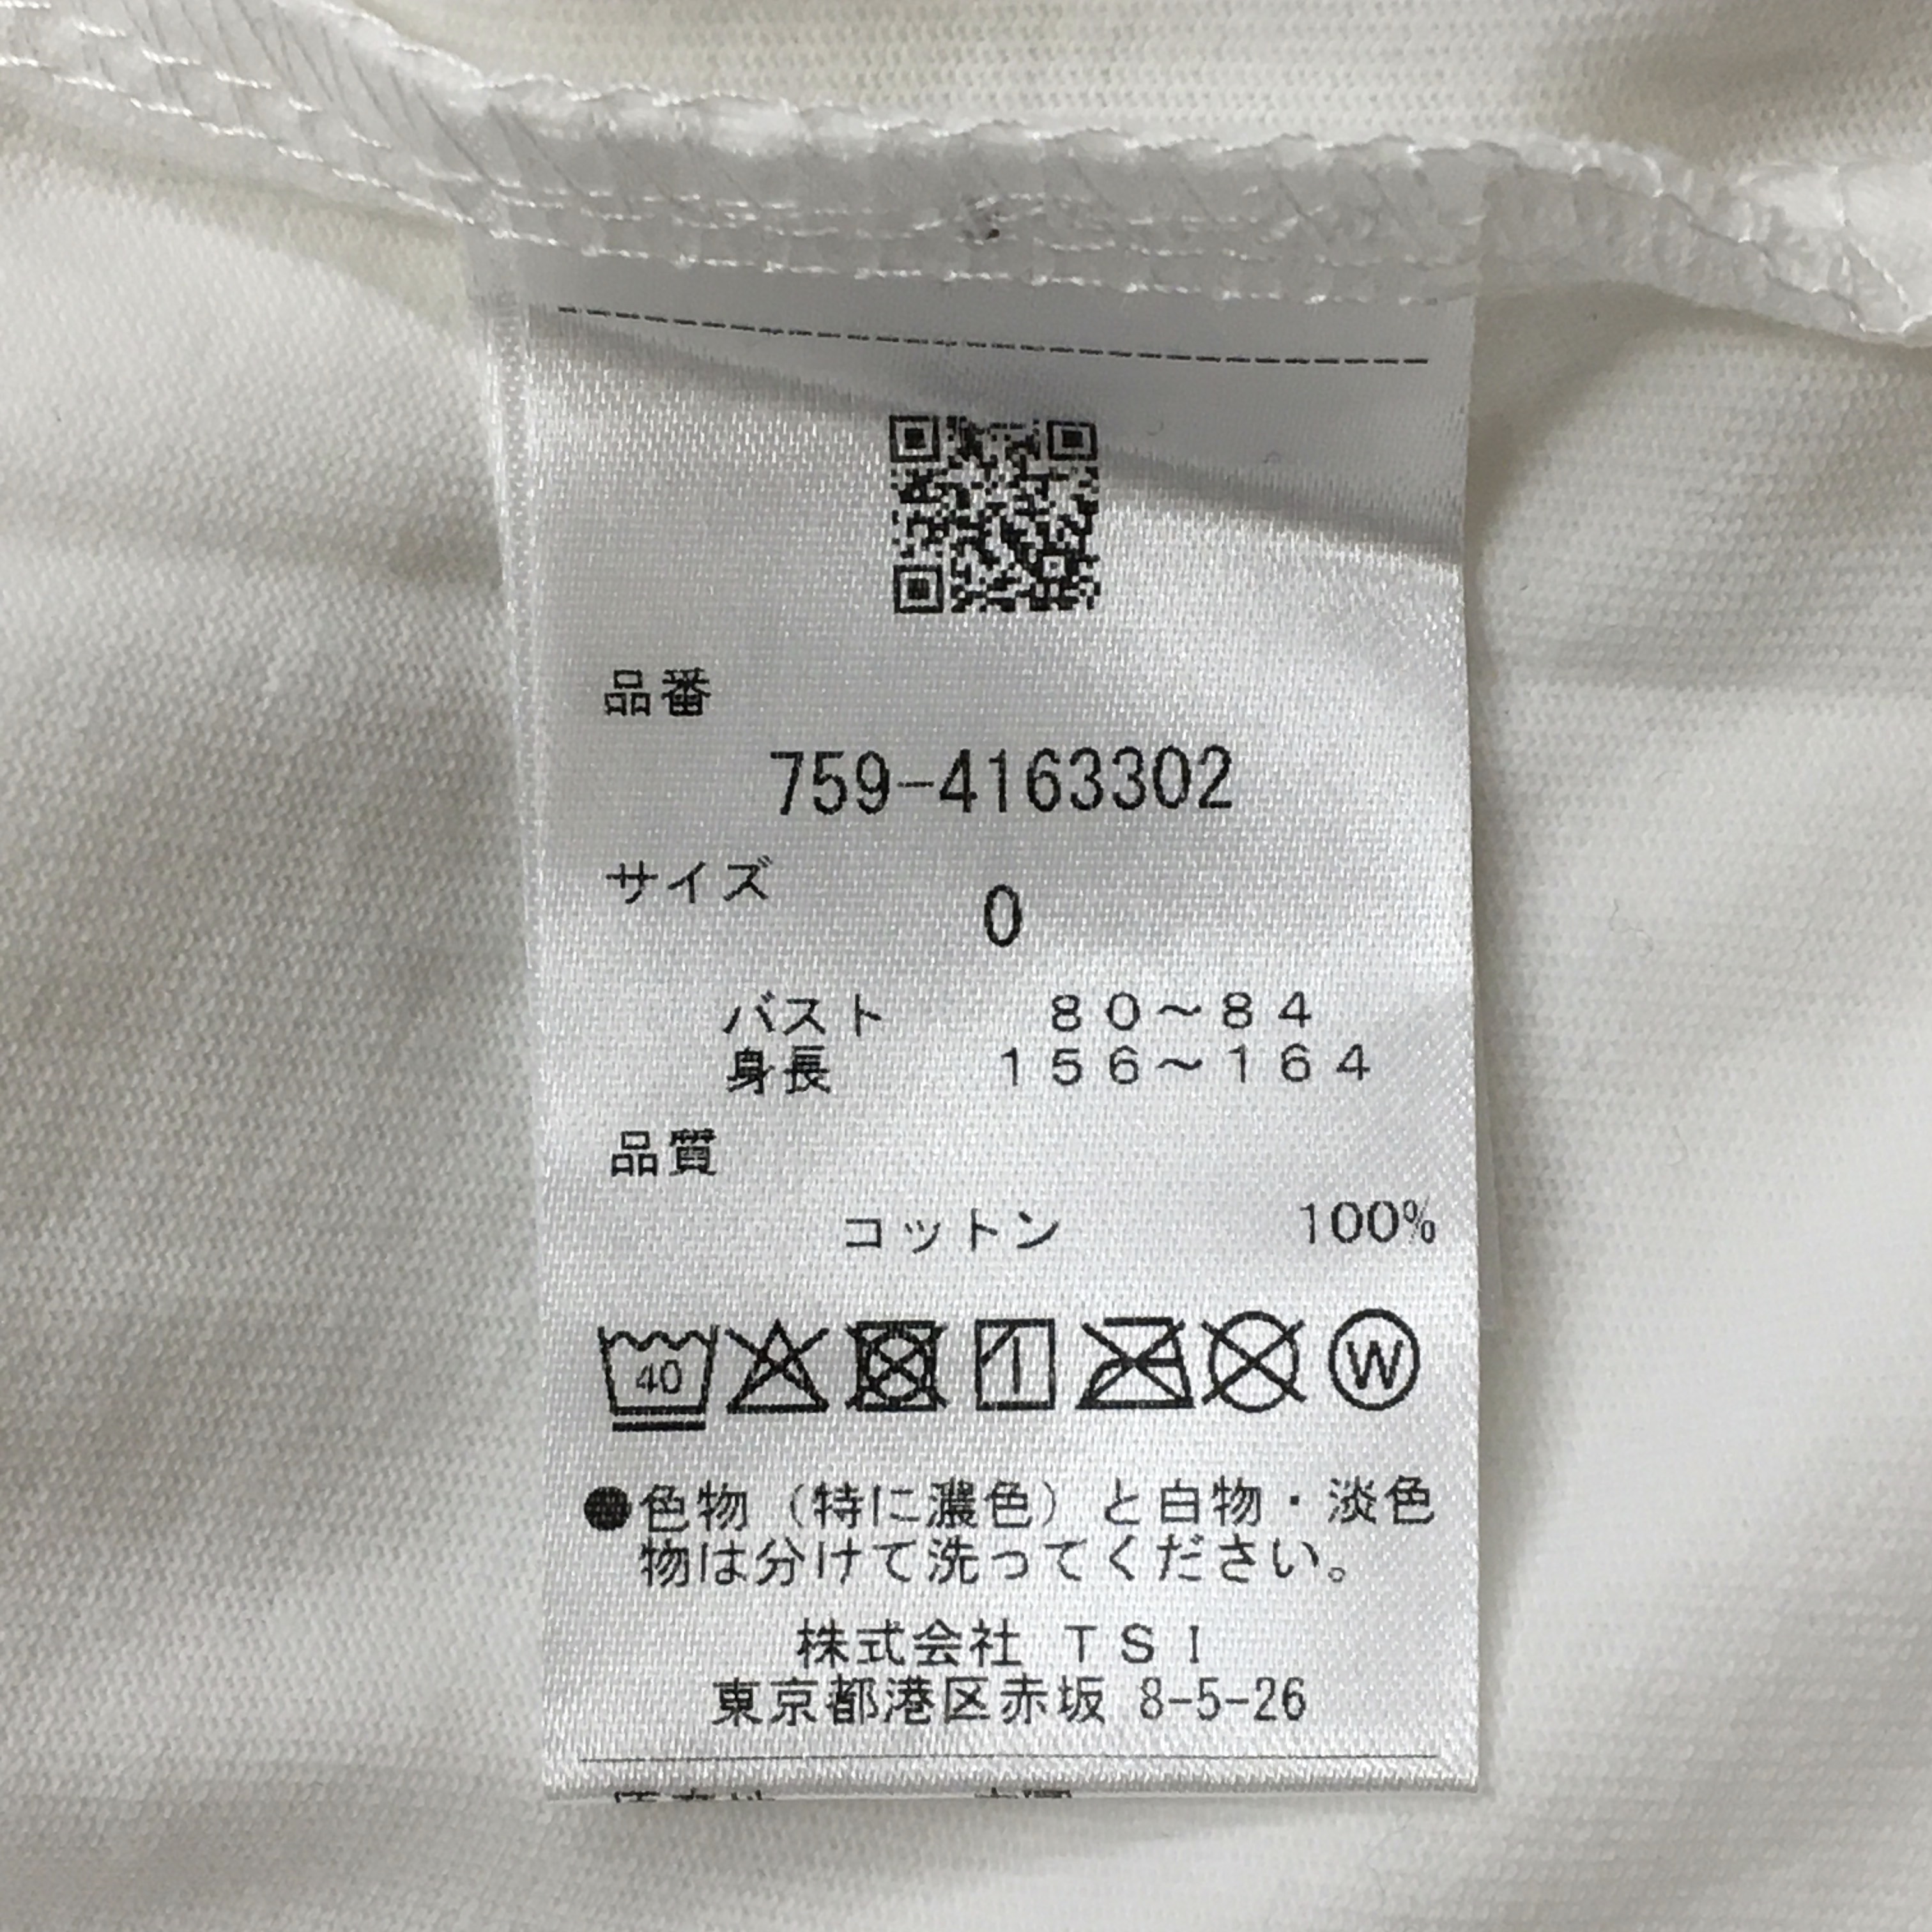 品番
759-4163302
サイズ
0
バスト 80～84
身長 156～164
品質
コットン 100%
40
W
●色物（特に濃色）と白物・淡色
物は分けて洗ってください。
株式会社 TSI
東京都港区赤坂 8-5-26